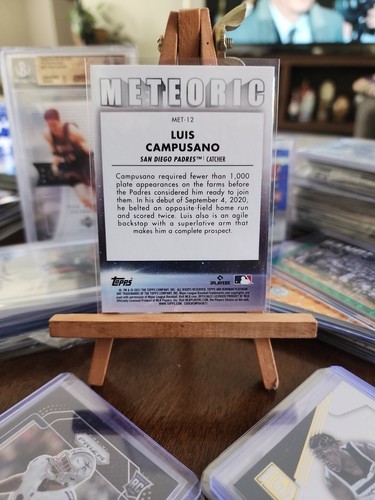 METEORIC
MET-12
LUIS
CAMPUSANO
SAN DIEGO PADRES™ | CATCHER
Campusano required fewer than 1,000
plate appearances on the farms before
the Padres considered him ready to join
them. In his debut of September 4, 2020,
he belted an opposite-field home run
and scored twice. Luis also is an agile
backstop with a superlative arm that
makes him a complete prospect.
Topps
PLAYERS